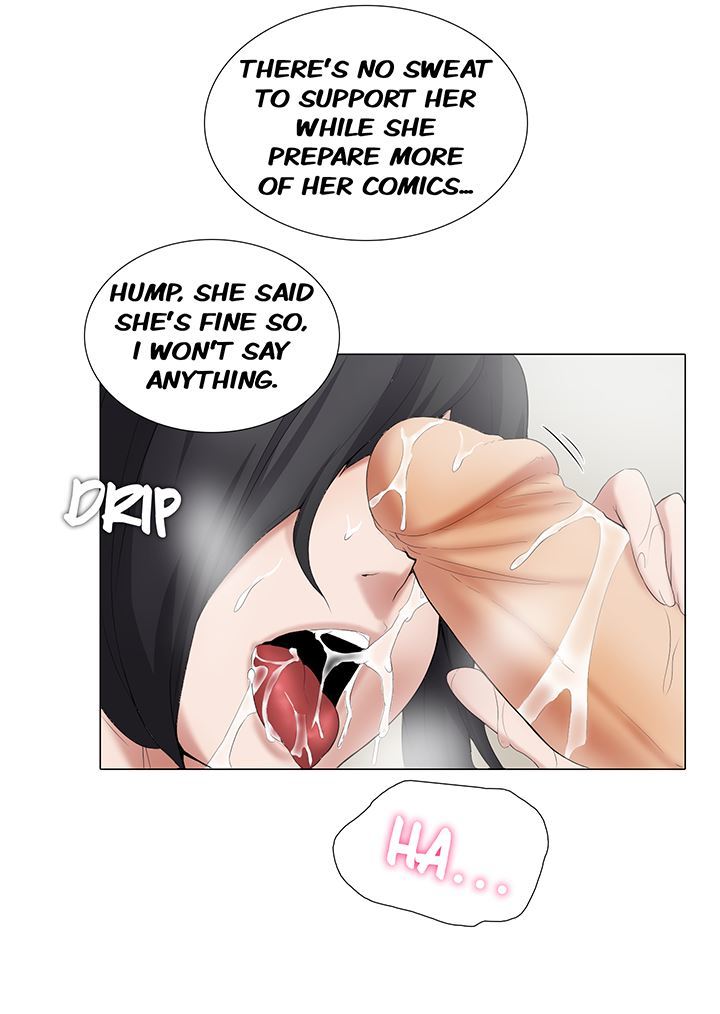 THERE'S NO SWEAT
TO SUPPORT HER
WHILE SHE
PREPARE MORE
OF HER COMICS...
HUMP, SHE SAID
SHE'S FINE SO,
I WON'T SAY
ANYTHING.
DRIP
HA...